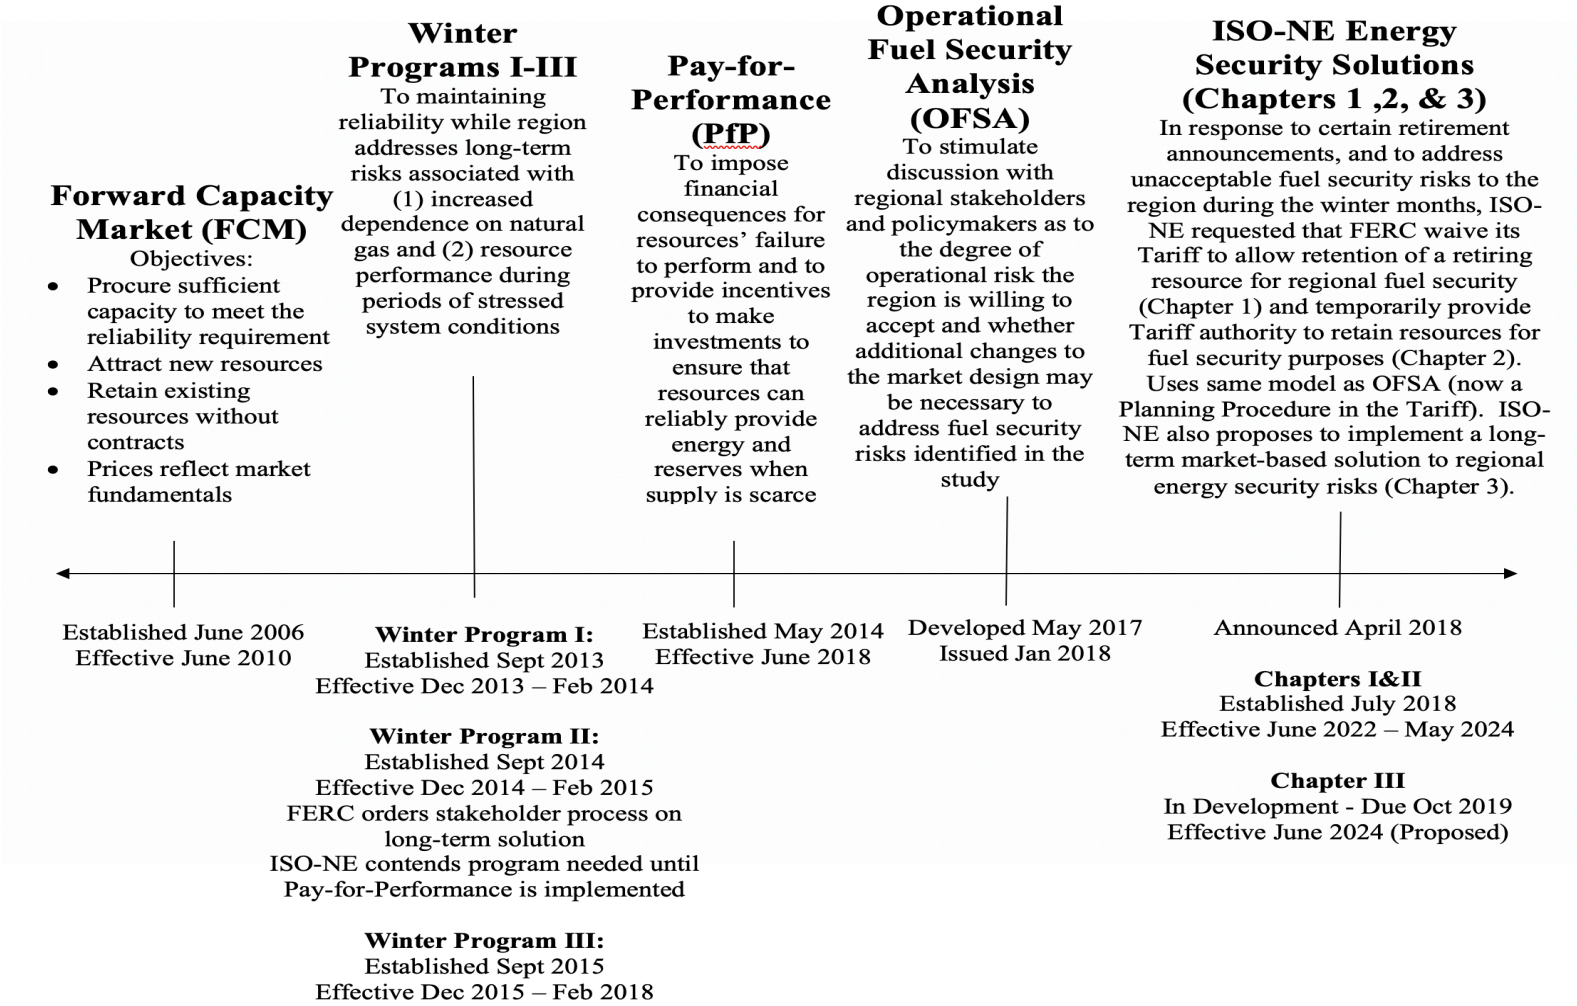 Forward Capacity
Market (FCM)
Objectives:
• Procure sufficient
capacity to meet the
reliability requirement
• Attract new resources
• Retain existing
resources without
contracts
• Prices reflect market
fundamentals
Established June 2006
Effective June 2010
Winter
Programs I-III
To maintaining
reliability while region
addresses long-term
risks associated with
(1) increased
dependence on natural
gas and (2) resource
performance during
periods of stressed
system conditions
Winter Program I:
Established Sept 2013
Effective Dec 2013 – Feb 2014
Winter Program II:
Established Sept 2014
Effective Dec 2014 – Feb 2015
FERC orders stakeholder process on
long-term solution
ISO-NE contends program needed until
Pay-for-Performance is implemented
Winter Program III:
Established Sept 2015
Effective Dec 2015 – Feb 2018
Pay-for-
Performance
(PfP)
To impose
financial
consequences for
resources’ failure
to perform and to
provide incentives
to make
investments to
ensure that
resources can
reliably provide
energy and
reserves when
supply is scarce
Established May 2014
Effective June 2018
Operational
Fuel Security
Analysis
(OFSA)
To stimulate
discussion with
regional stakeholders
and policymakers as to
the degree of
operational risk the
region is willing to
accept and whether
additional changes to
the market design may
be necessary to
address fuel security
risks identified in the
study
Developed May 2017
Issued Jan 2018
ISO-NE Energy
Security Solutions
(Chapters 1 ,2, & 3)
In response to certain retirement
announcements, and to address
unacceptable fuel security risks to the
region during the winter months, ISO-
NE requested that FERC waive its
Tariff to allow retention of a retiring
resource for regional fuel security
(Chapter 1) and temporarily provide
Tariff authority to retain resources for
fuel security purposes (Chapter 2).
Uses same model as OFSA (now a
Planning Procedure in the Tariff).  ISO-
NE also proposes to implement a long-
term market-based solution to regional
energy security risks (Chapter 3).
Announced April 2018
Chapters I&II
Established July 2018
Effective June 2022 – May 2024
Chapter III
In Development - Due Oct 2019
Effective June 2024 (Proposed)